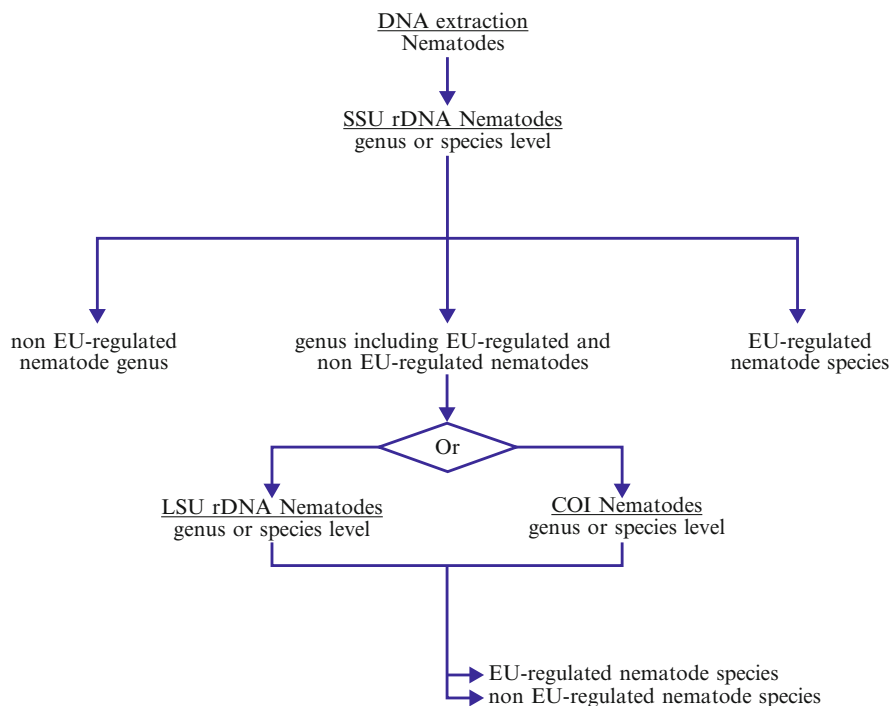 DNA extraction
Nematodes
SSU rDNA Nematodes
genus or species level
non EU-regulated
nematode genus
genus including EU-regulated and
non EU-regulated nematodes
EU-regulated
nematode species
Or
LSU rDNA Nematodes
genus or species level
COI Nematodes
genus or species level
EU-regulated nematode species
non EU-regulated nematode species